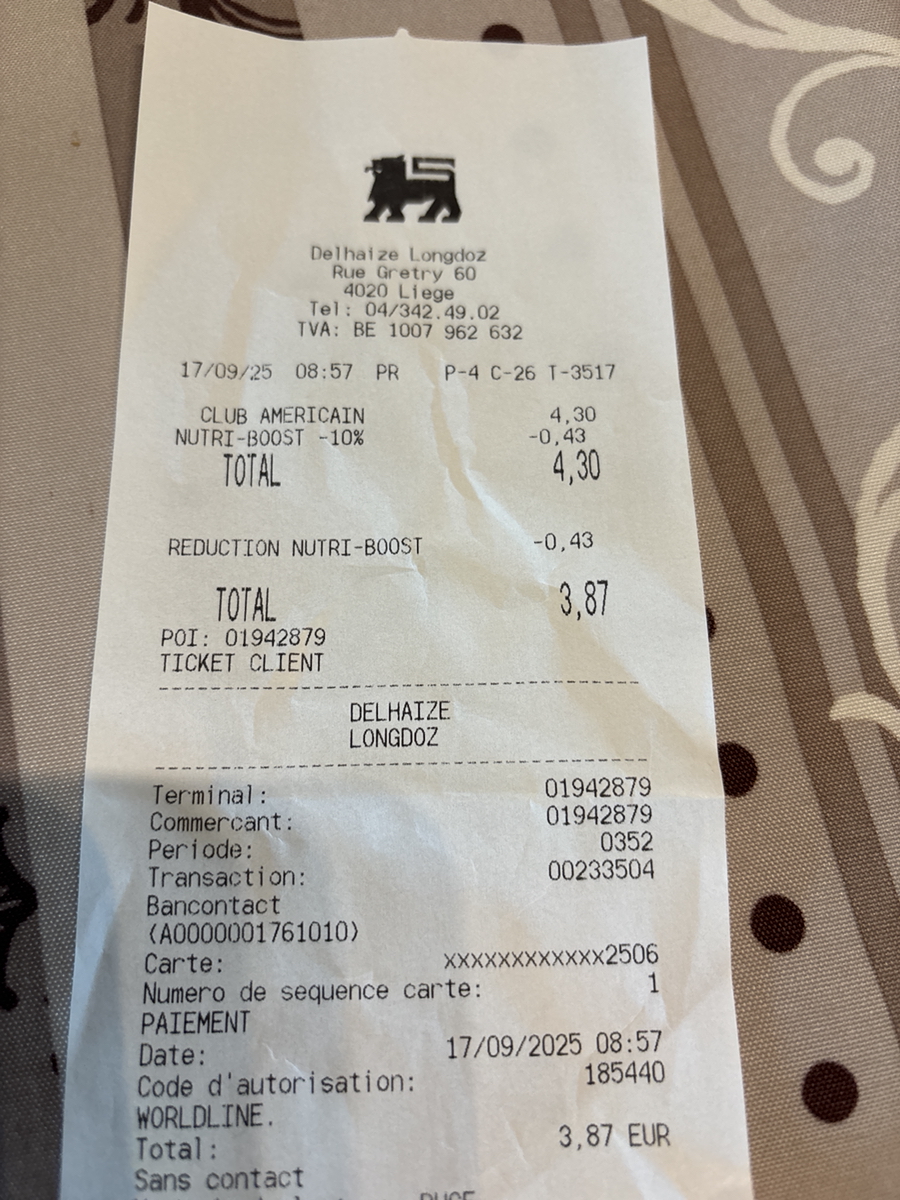 Delhaize Longdoz
Rue Gretry 60
4020 Liege
Tel: 04/342.49.02
TVA: BE 1007 962 632
17/09/25 08:57 PR P-4 C-26 T-3517
CLUB AMERICAIN 4,30
NUTRI-BOOST -10% -0,43
TOTAL 4,30
REDUCTION NUTRI-BOOST -0,43
TOTAL 3,87
POI: 01942879
TICKET CLIENT
DELHAIZE
LONGDOZ
Terminal: 01942879
Commercant: 01942879
Periode: 0352
Transaction: 00233504
Bancontact
(A0000001761010)
Carte: xxxxxxxxxxxx2506
Numero de sequence carte: 1
PAIEMENT
Date: 17/09/2025 08:57
Code d'autorisation: 185440
WORLDLINE.
Total: 3,87 EUR
Sans contact